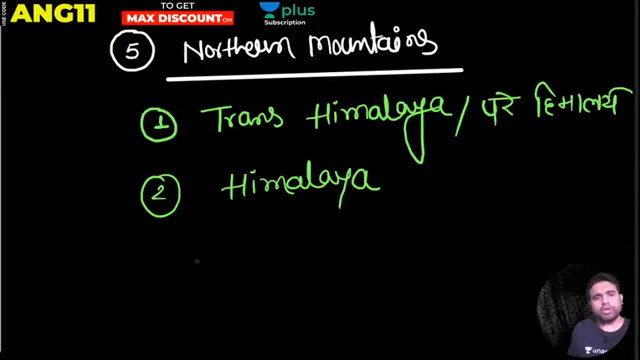 USE CODE
ANG11
TO GET
MAX DISCOUNT ON
plus
Subscription
5 Northern Mountains
1 Trans Himalaya / परे हिमालय
2 Himalaya